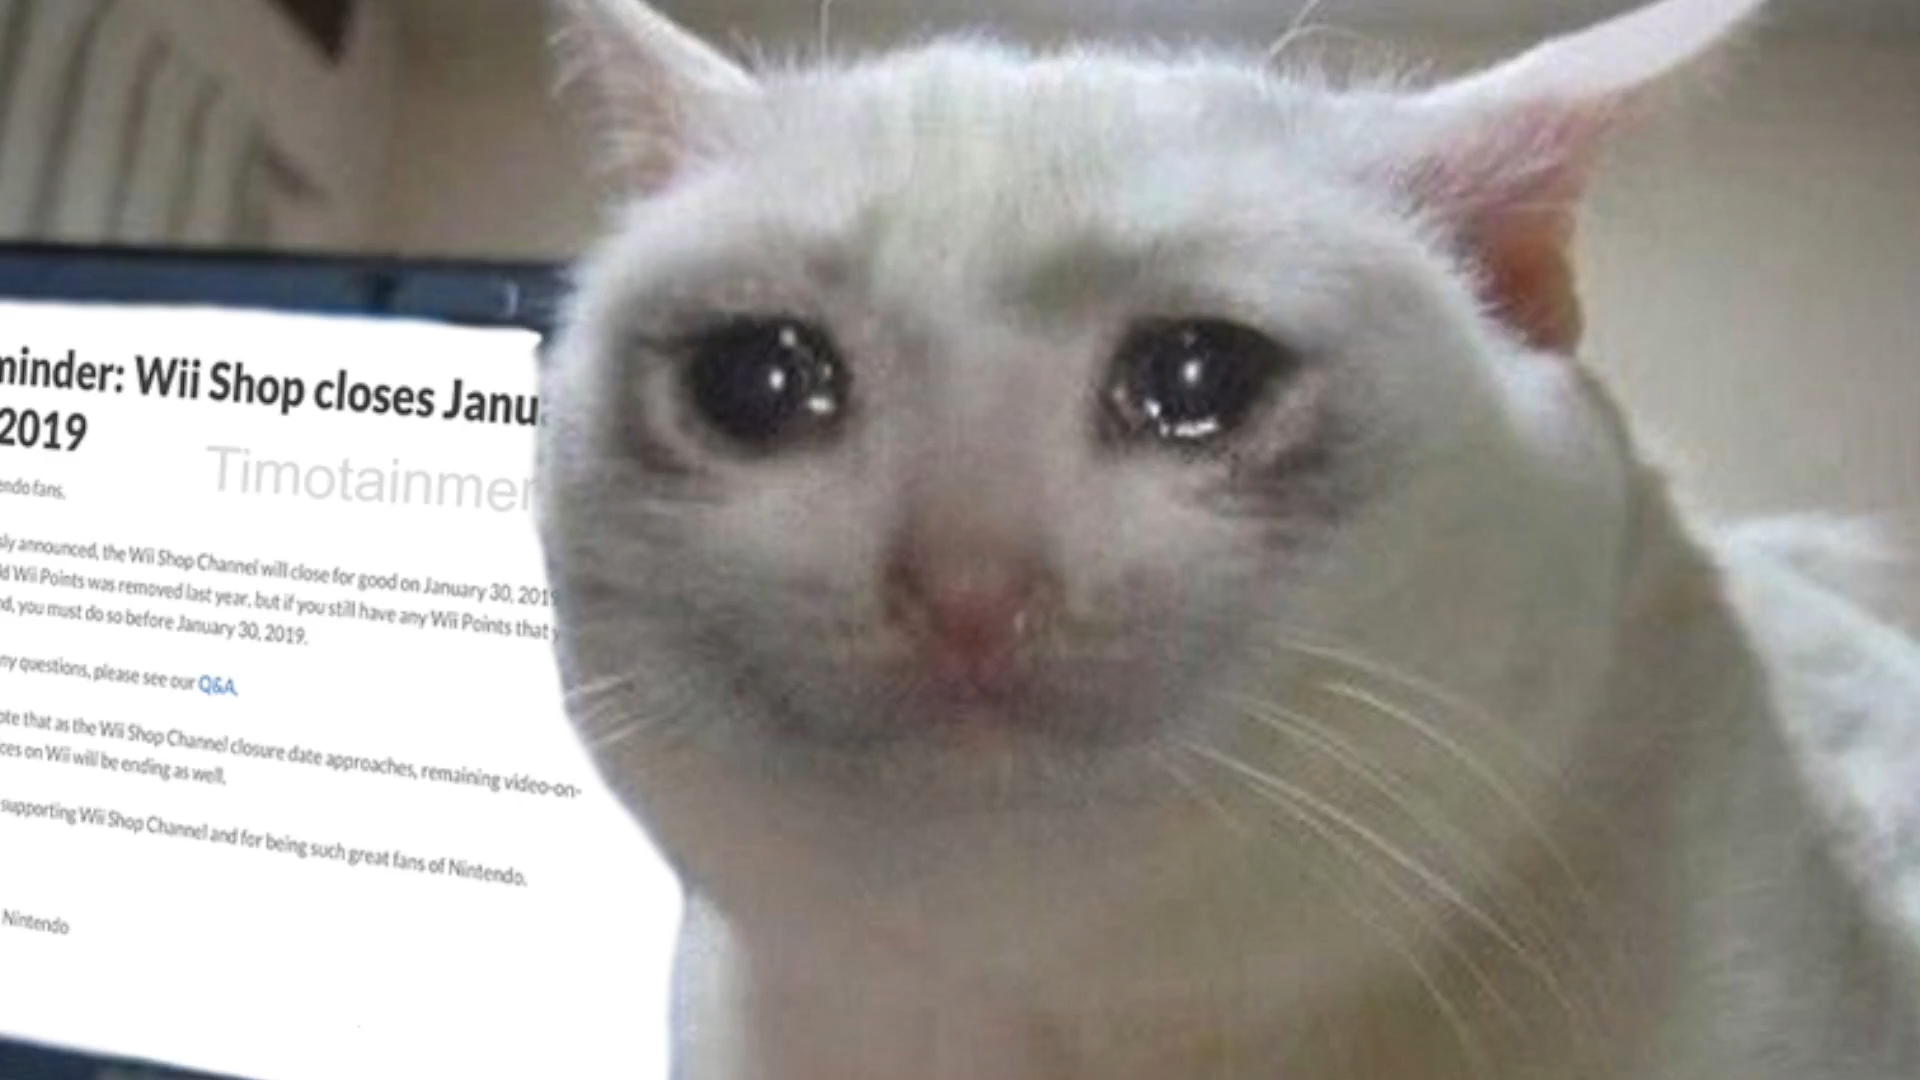 minder: Wii Shop closes Janu
2019
Timotainmen
endo fans,
sly announced, the Wii Shop Channel will close for good on January 30, 2019
d Wii Points was removed last year, but if you still have any Wii Points that y
nd, you must do so before January 30, 2019.
ny questions, please see our Q&A.
ote that as the Wii Shop Channel closure date approaches, remaining video-on-
ces on Wii will be ending as well.
supporting Wii Shop Channel and for being such great fans of Nintendo.
Nintendo